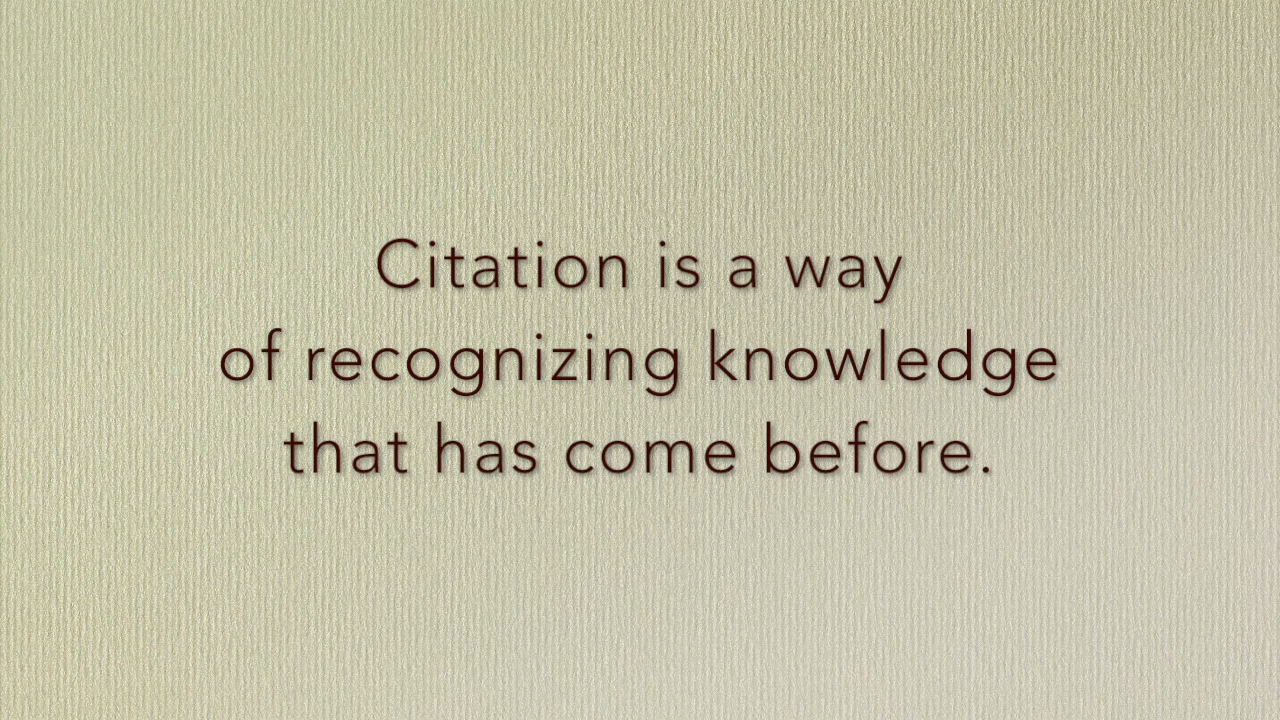 Citation is a way
of recognizing knowledge
that has come before.